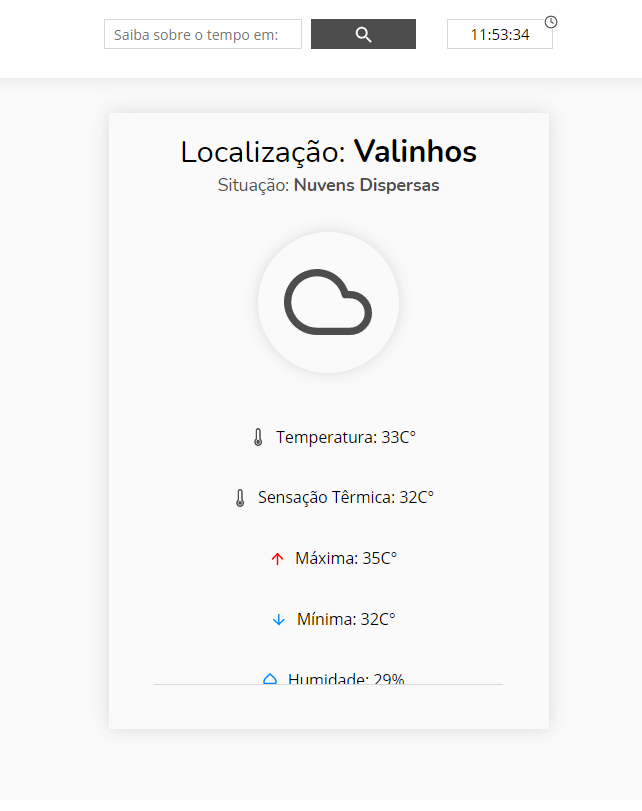 Saiba sobre o tempo em:
11:53:34
Localização: Valinhos
Situação: Nuvens Dispersas
Temperatura: 33C°
Sensação Têrmica: 32C°
Máxima: 35C°
Mínima: 32C°
Humidade: 29%